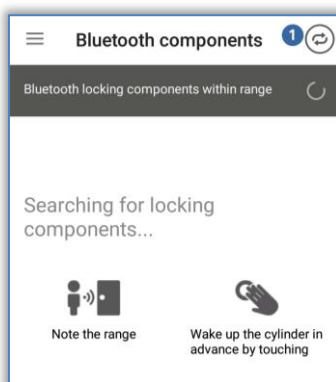 Bluetooth components 1
Bluetooth locking components within range
Searching for locking
components...
Note the range
Wake up the cylinder in
advance by touching